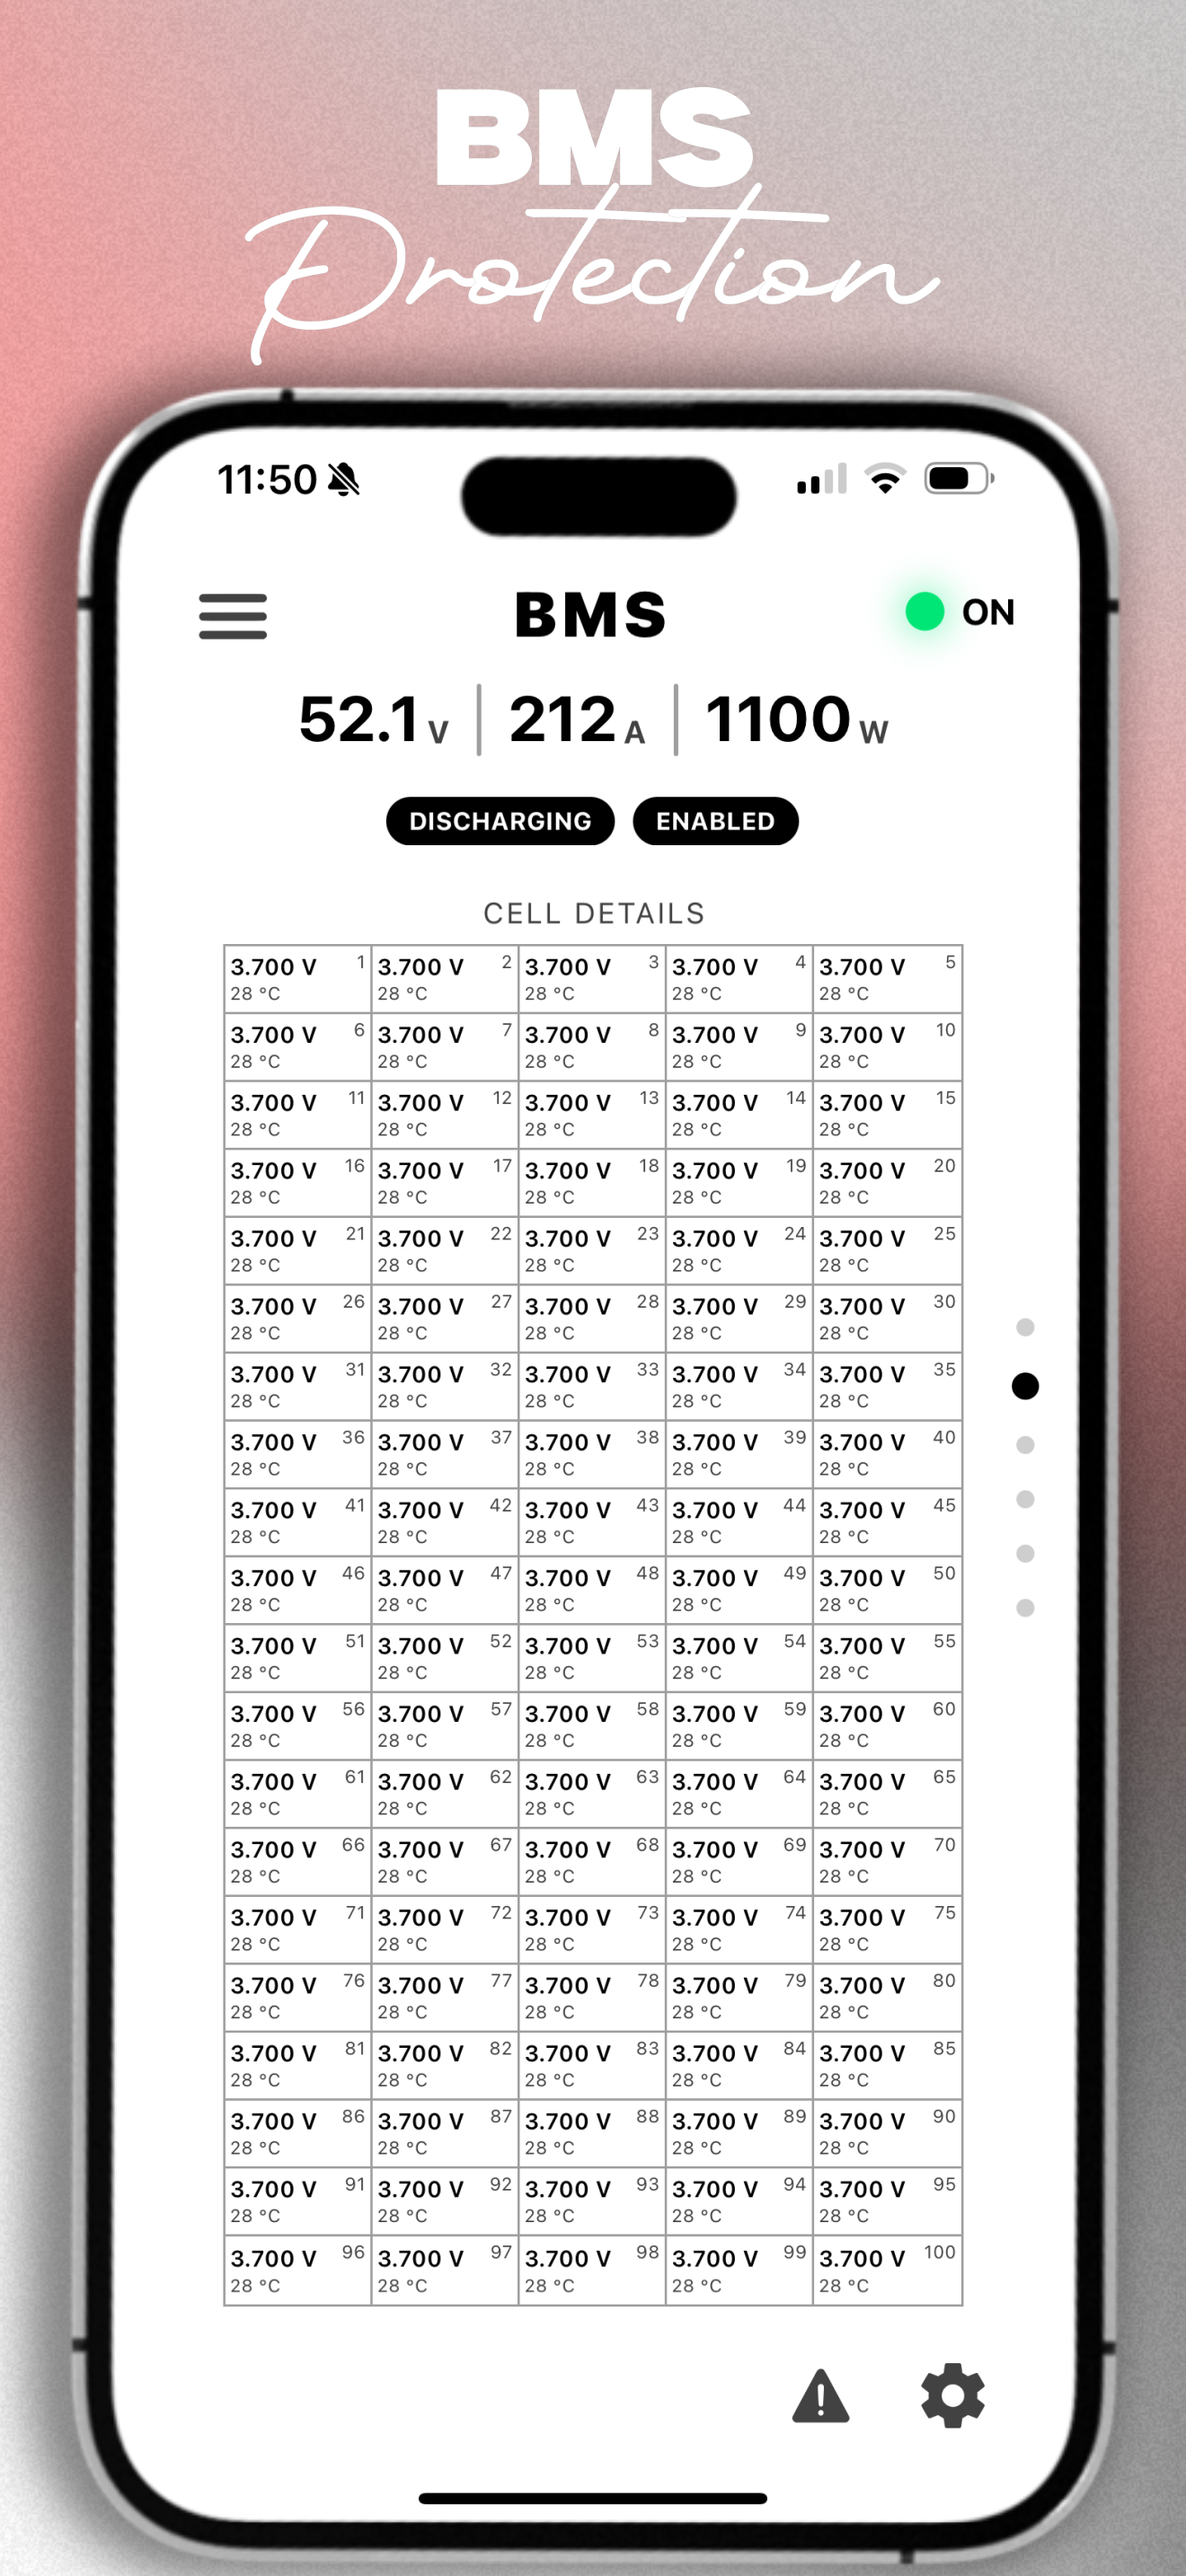 BMS
Protection
11:50
BMS ON
52.1 V 212 A 1100 W
DISCHARGING ENABLED
CELL DETAILS
3.700 V 1 3.700 V 2 3.700 V 3 3.700 V 4 3.700 V 5
28 °C 28 °C 28 °C 28 °C 28 °C
3.700 V 6 3.700 V 7 3.700 V 8 3.700 V 9 3.700 V 10
28 °C 28 °C 28 °C 28 °C 28 °C
3.700 V 11 3.700 V 12 3.700 V 13 3.700 V 14 3.700 V 15
28 °C 28 °C 28 °C 28 °C 28 °C
3.700 V 16 3.700 V 17 3.700 V 18 3.700 V 19 3.700 V 20
28 °C 28 °C 28 °C 28 °C 28 °C
3.700 V 21 3.700 V 22 3.700 V 23 3.700 V 24 3.700 V 25
28 °C 28 °C 28 °C 28 °C 28 °C
3.700 V 26 3.700 V 27 3.700 V 28 3.700 V 29 3.700 V 30
28 °C 28 °C 28 °C 28 °C 28 °C
3.700 V 31 3.700 V 32 3.700 V 33 3.700 V 34 3.700 V 35
28 °C 28 °C 28 °C 28 °C 28 °C
3.700 V 36 3.700 V 37 3.700 V 38 3.700 V 39 3.700 V 40
28 °C 28 °C 28 °C 28 °C 28 °C
3.700 V 41 3.700 V 42 3.700 V 43 3.700 V 44 3.700 V 45
28 °C 28 °C 28 °C 28 °C 28 °C
3.700 V 46 3.700 V 47 3.700 V 48 3.700 V 49 3.700 V 50
28 °C 28 °C 28 °C 28 °C 28 °C
3.700 V 51 3.700 V 52 3.700 V 53 3.700 V 54 3.700 V 55
28 °C 28 °C 28 °C 28 °C 28 °C
3.700 V 56 3.700 V 57 3.700 V 58 3.700 V 59 3.700 V 60
28 °C 28 °C 28 °C 28 °C 28 °C
3.700 V 61 3.700 V 62 3.700 V 63 3.700 V 64 3.700 V 65
28 °C 28 °C 28 °C 28 °C 28 °C
3.700 V 66 3.700 V 67 3.700 V 68 3.700 V 69 3.700 V 70
28 °C 28 °C 28 °C 28 °C 28 °C
3.700 V 71 3.700 V 72 3.700 V 73 3.700 V 74 3.700 V 75
28 °C 28 °C 28 °C 28 °C 28 °C
3.700 V 76 3.700 V 77 3.700 V 78 3.700 V 79 3.700 V 80
28 °C 28 °C 28 °C 28 °C 28 °C
3.700 V 81 3.700 V 82 3.700 V 83 3.700 V 84 3.700 V 85
28 °C 28 °C 28 °C 28 °C 28 °C
3.700 V 86 3.700 V 87 3.700 V 88 3.700 V 89 3.700 V 90
28 °C 28 °C 28 °C 28 °C 28 °C
3.700 V 91 3.700 V 92 3.700 V 93 3.700 V 94 3.700 V 95
28 °C 28 °C 28 °C 28 °C 28 °C
3.700 V 96 3.700 V 97 3.700 V 98 3.700 V 99 3.700 V 100
28 °C 28 °C 28 °C 28 °C 28 °C